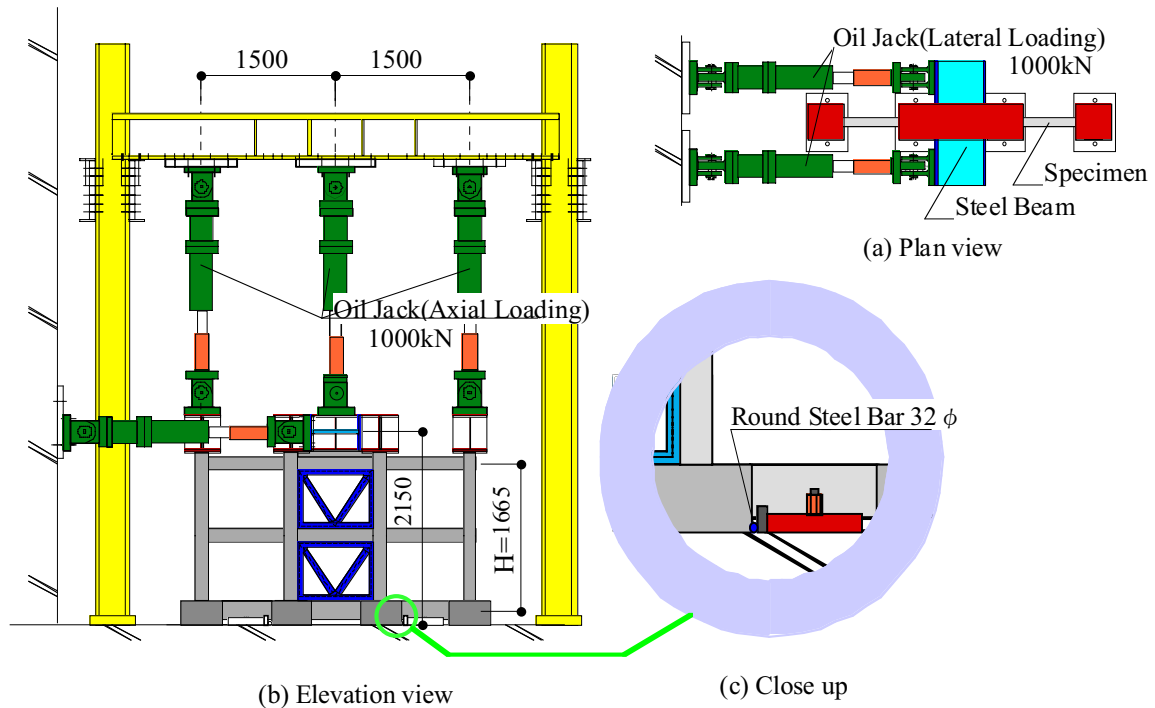 1500
1500
Oil Jack(Axial Loading)
1000kN
2150
H=1665
(b) Elevation view
Oil Jack(Lateral Loading)
1000kN
Specimen
Steel Beam
(a) Plan view
Round Steel Bar 32 ϕ
(c) Close up